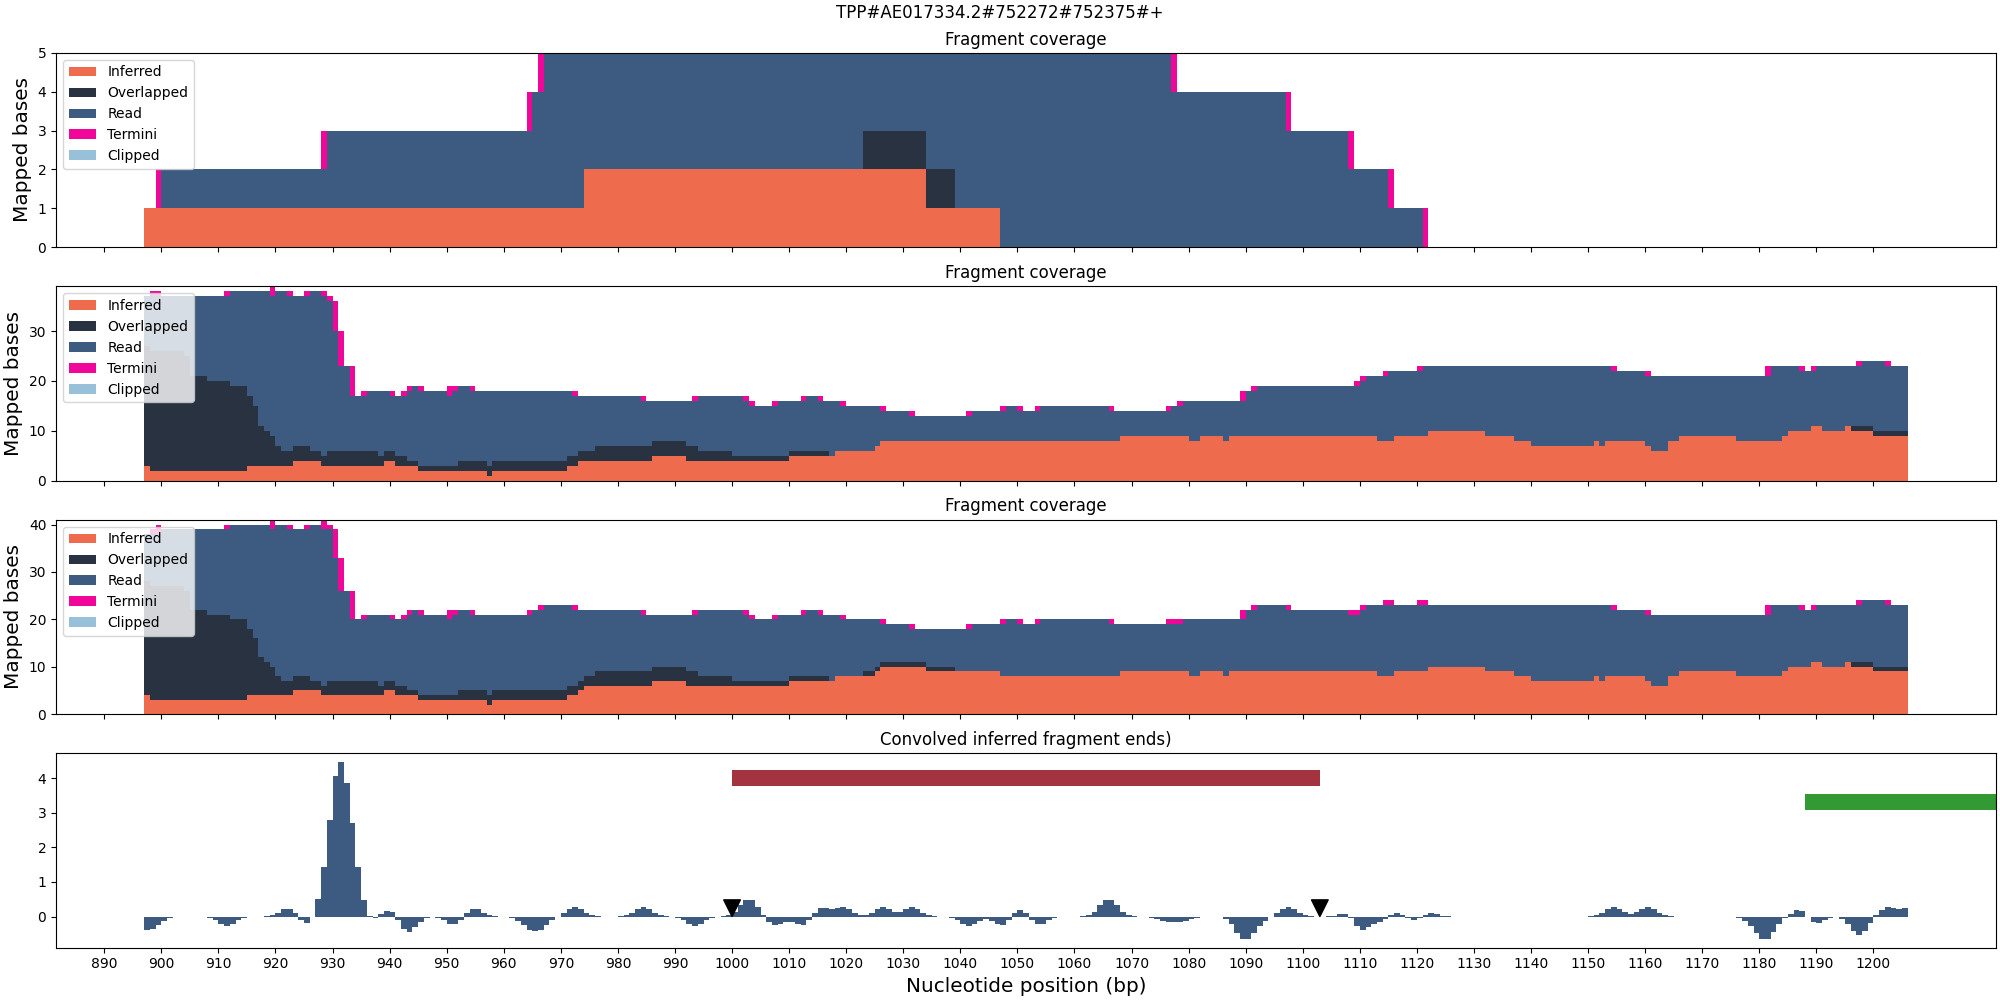 TPP#AE017334.2#752272#752375#+
Fragment coverage
Mapped bases
5
4
3
2
1
0
Inferred
Overlapped
Read
Termini
Clipped
Fragment coverage
Mapped bases
30
20
10
0
Inferred
Overlapped
Read
Termini
Clipped
Fragment coverage
Mapped bases
40
30
20
10
0
Inferred
Overlapped
Read
Termini
Clipped
Convolved inferred fragment ends)
4
3
2
1
0
890 900 910 920 930 940 950 960 970 980 990 1000 1010 1020 1030 1040 1050 1060 1070 1080 1090 1100 1110 1120 1130 1140 1150 1160 1170 1180 1190 1200
Nucleotide position (bp)